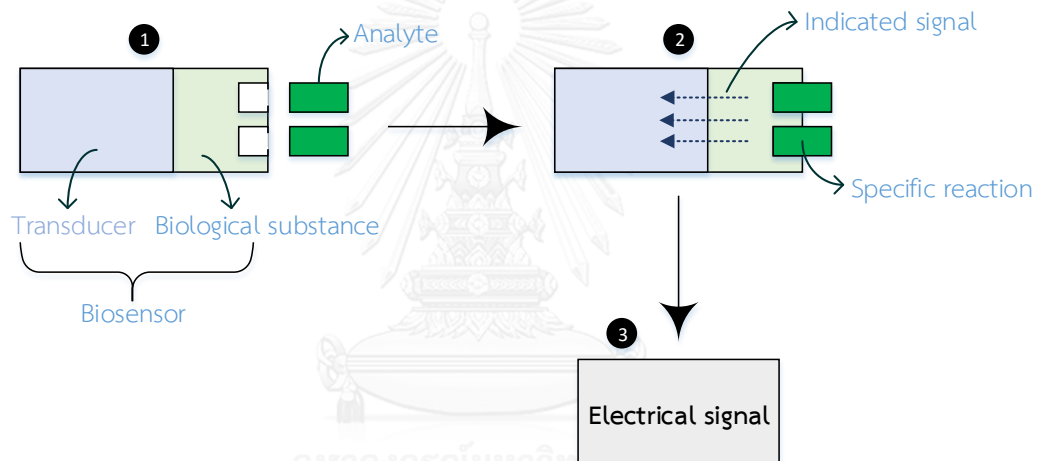 1
Analyte
2
Indicated signal
Specific reaction
Transducer
Biological substance
Biosensor
3
Electrical signal